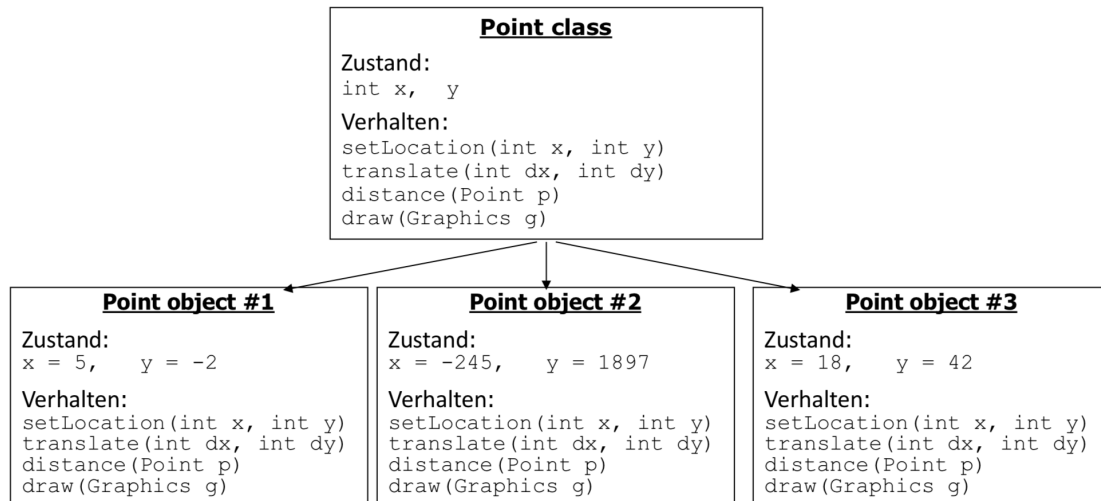 Point class
Zustand:
int x,  y
Verhalten:
setLocation(int x, int y)
translate(int dx, int dy)
distance(Point p)
draw(Graphics g)
Point object #1
Zustand:
x = 5,   y = -2
Verhalten:
setLocation(int x, int y)
translate(int dx, int dy)
distance(Point p)
draw(Graphics g)
Point object #2
Zustand:
x = -245,   y = 1897
Verhalten:
setLocation(int x, int y)
translate(int dx, int dy)
distance(Point p)
draw(Graphics g)
Point object #3
Zustand:
x = 18,   y = 42
Verhalten:
setLocation(int x, int y)
translate(int dx, int dy)
distance(Point p)
draw(Graphics g)